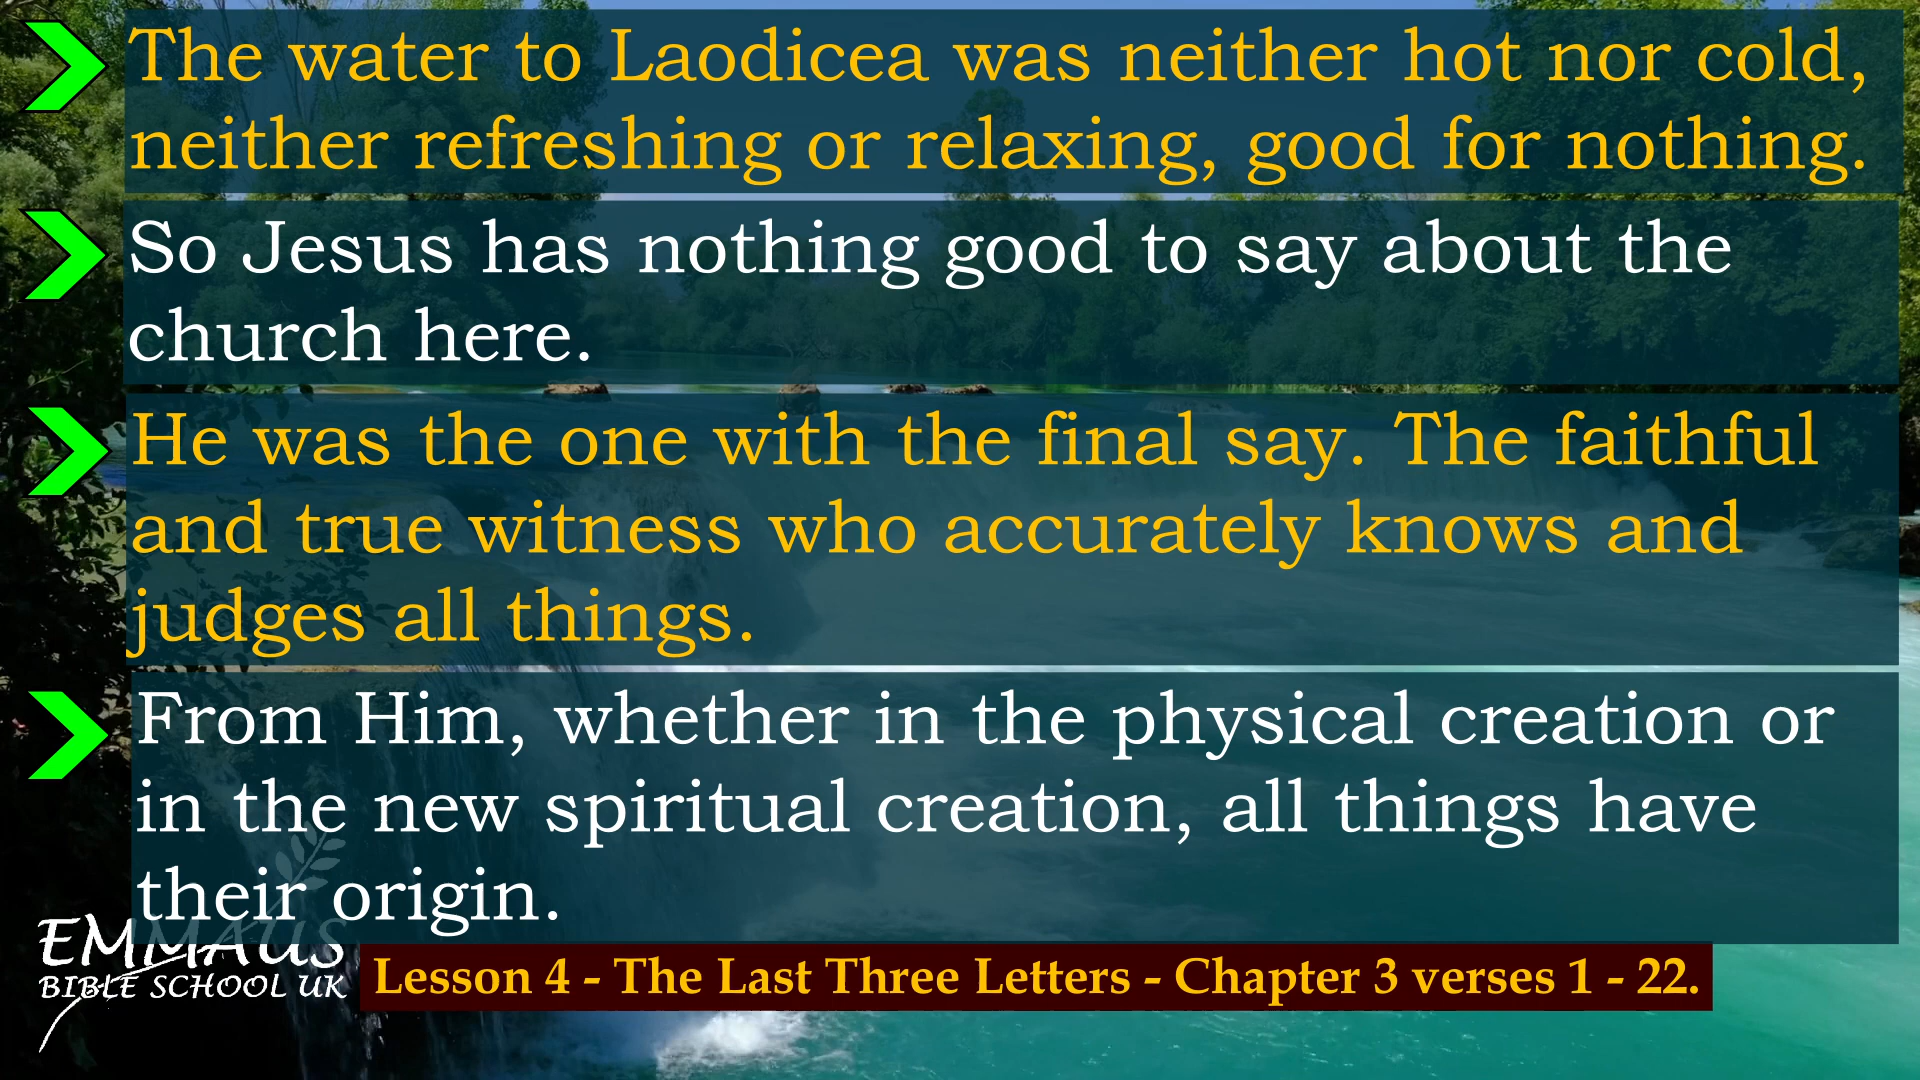 The water to Laodicea was neither hot nor cold,
neither refreshing or relaxing, good for nothing.
So Jesus has nothing good to say about the
church here.
He was the one with the final say. The faithful
and true witness who accurately knows and
judges all things.
From Him, whether in the physical creation or
in the new spiritual creation, all things have
their origin.
EMMAUS
BIBLE SCHOOL UK
Lesson 4 - The Last Three Letters - Chapter 3 verses 1 - 22.